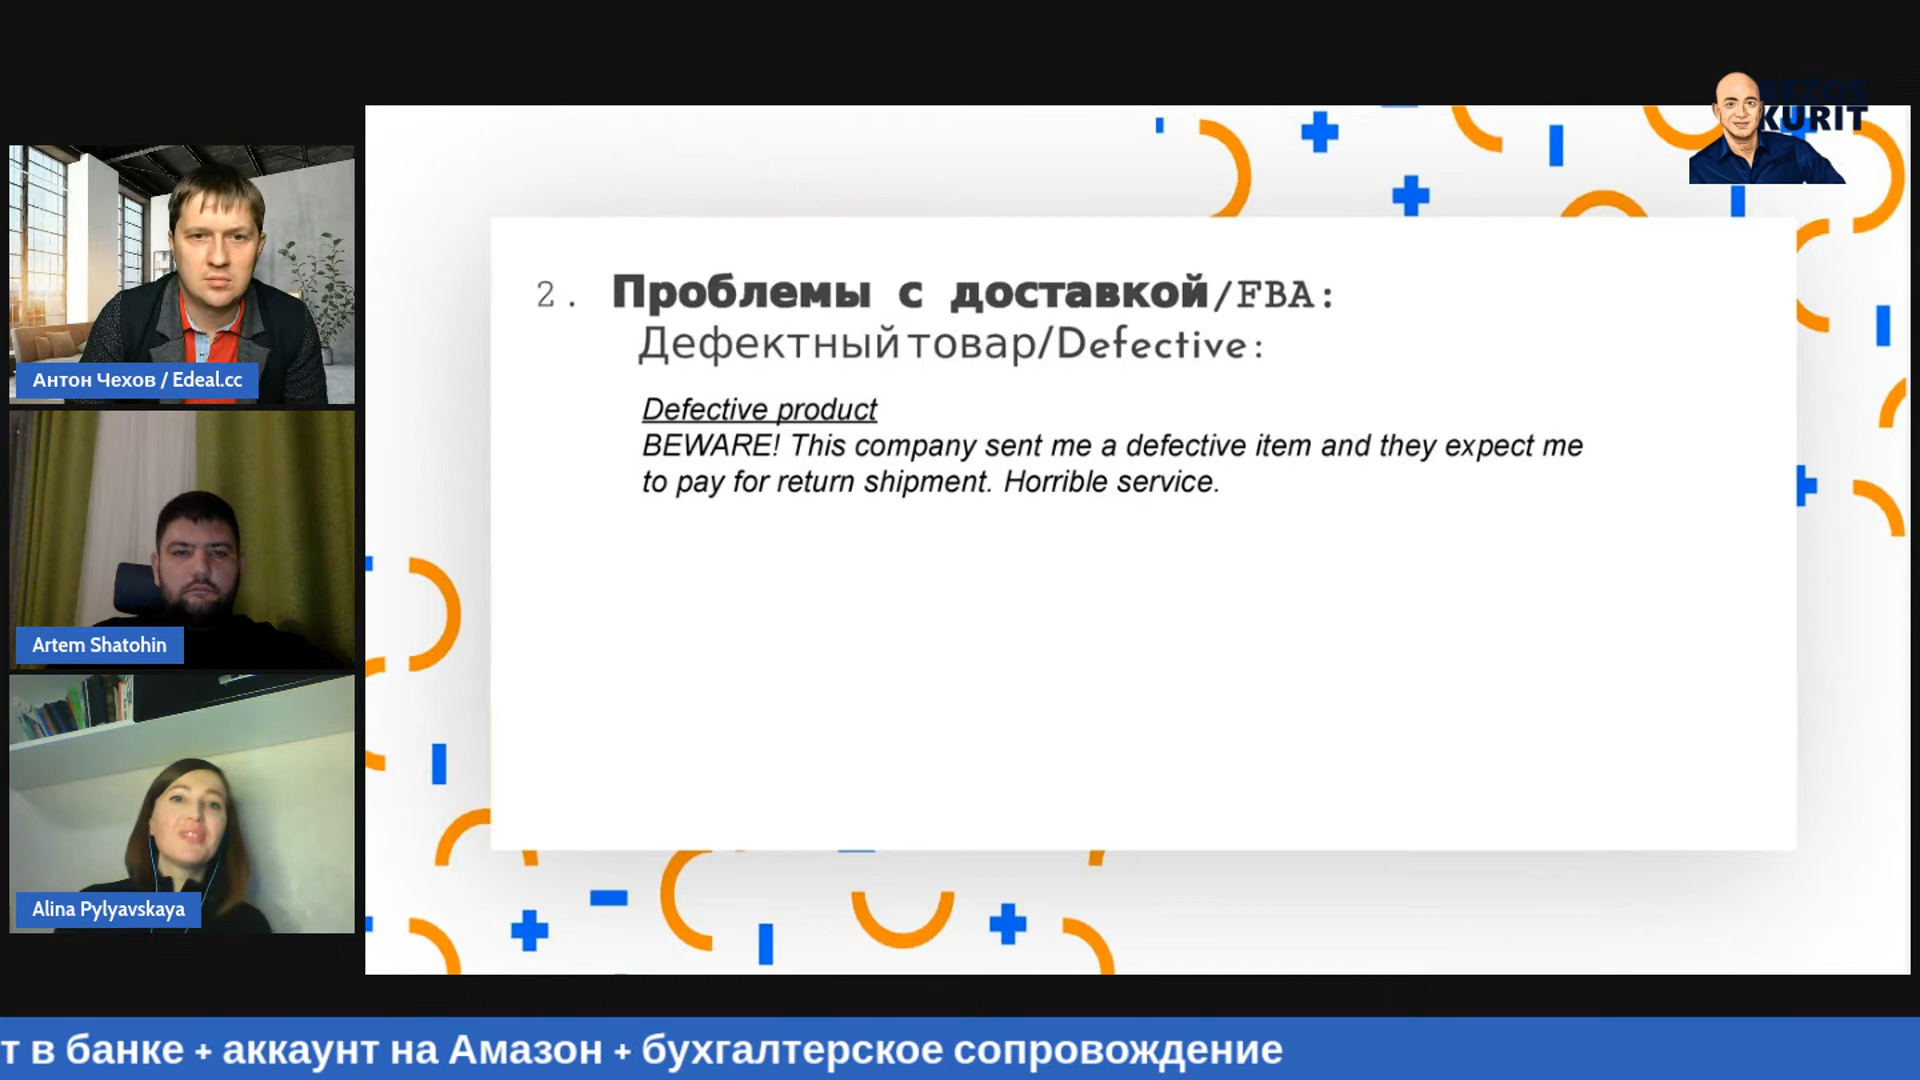 BEZOS
KURIT
2. Проблемы с доставкой/FBA:
Дефектный товар/Defective:
Defective product
BEWARE! This company sent me a defective item and they expect me
to pay for return shipment. Horrible service.
Антон Чехов / Edeal.cc
Artem Shatohin
Alina Pylyavskaya
т в банке + аккаунт на Амазон + бухгалтерское сопровождение